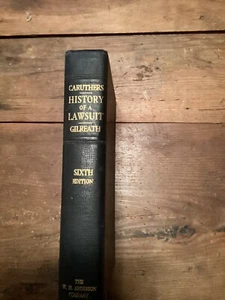 CARUTHERS
HISTORY
OF A
LAWSUIT
GILREATH
SIXTH
EDITION
THE
W. H. ANDERSON
COMPANY